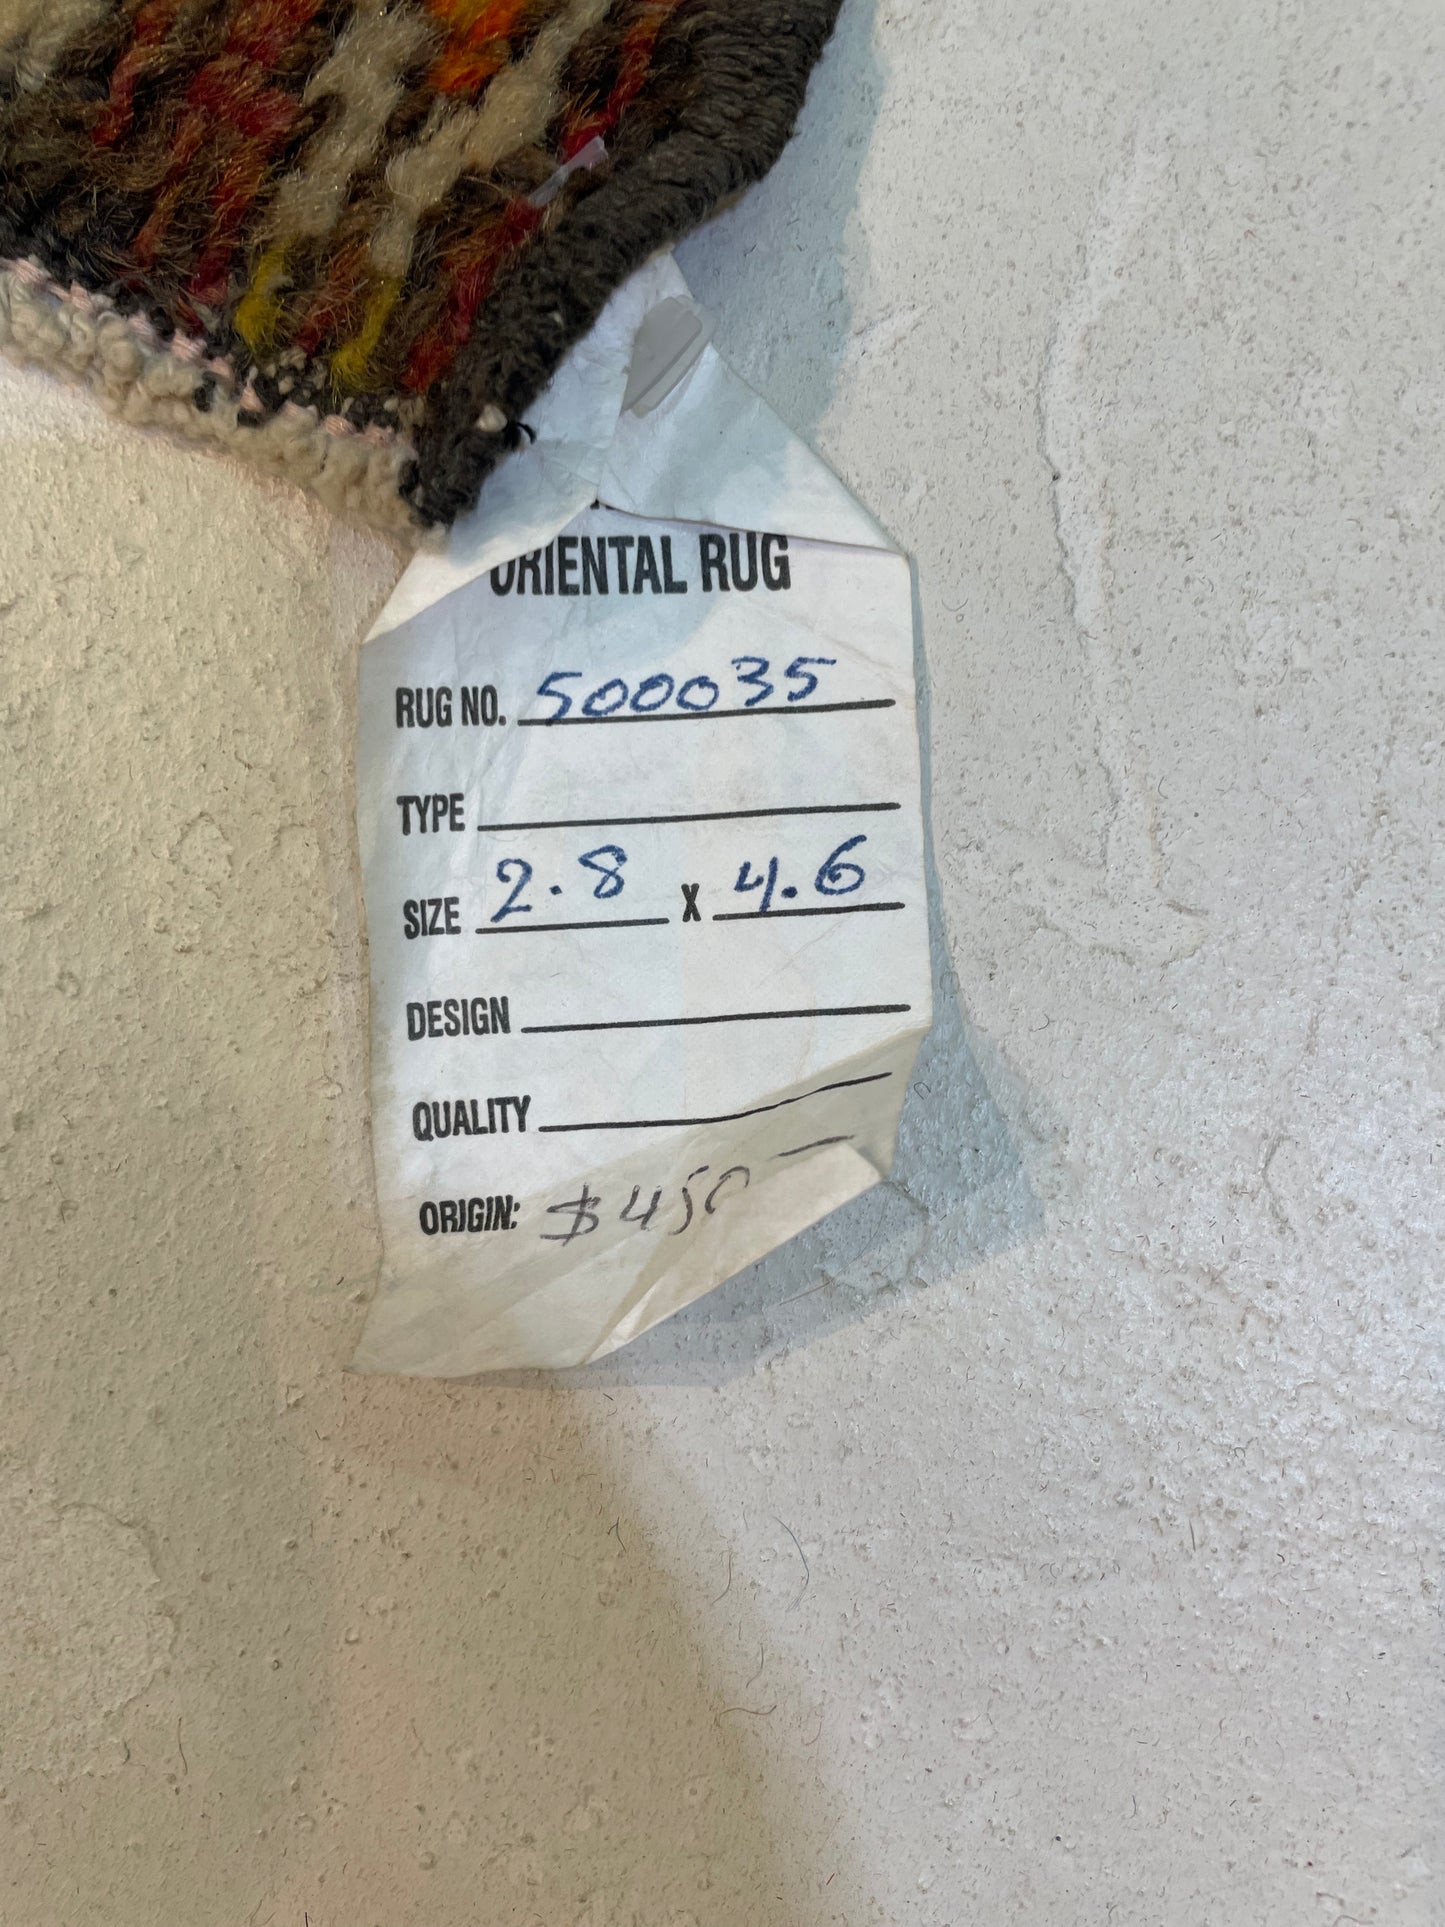 ORIENTAL RUG
RUG NO. 500035
TYPE
SIZE 2.8 X 4.6
DESIGN
QUALITY
ORIGIN: $450